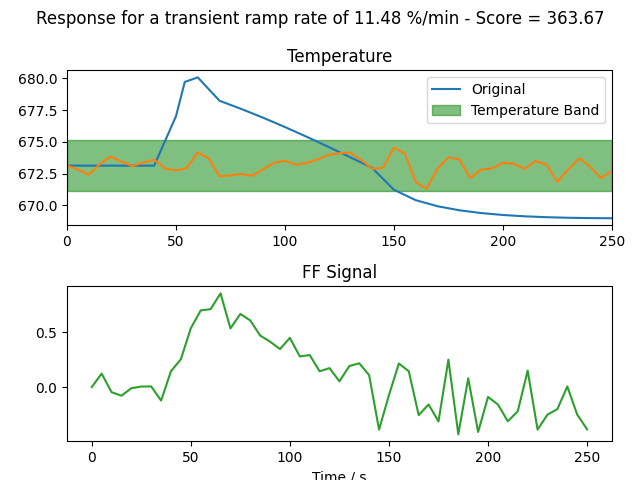 Response for a transient ramp rate of 11.48 %/min - Score = 363.67
Temperature
680.0
677.5
675.0
672.5
670.0
Original
Temperature Band
0 50 100 150 200 250
FF Signal
0.5
0.0
0 50 100 150 200 250
Time / s